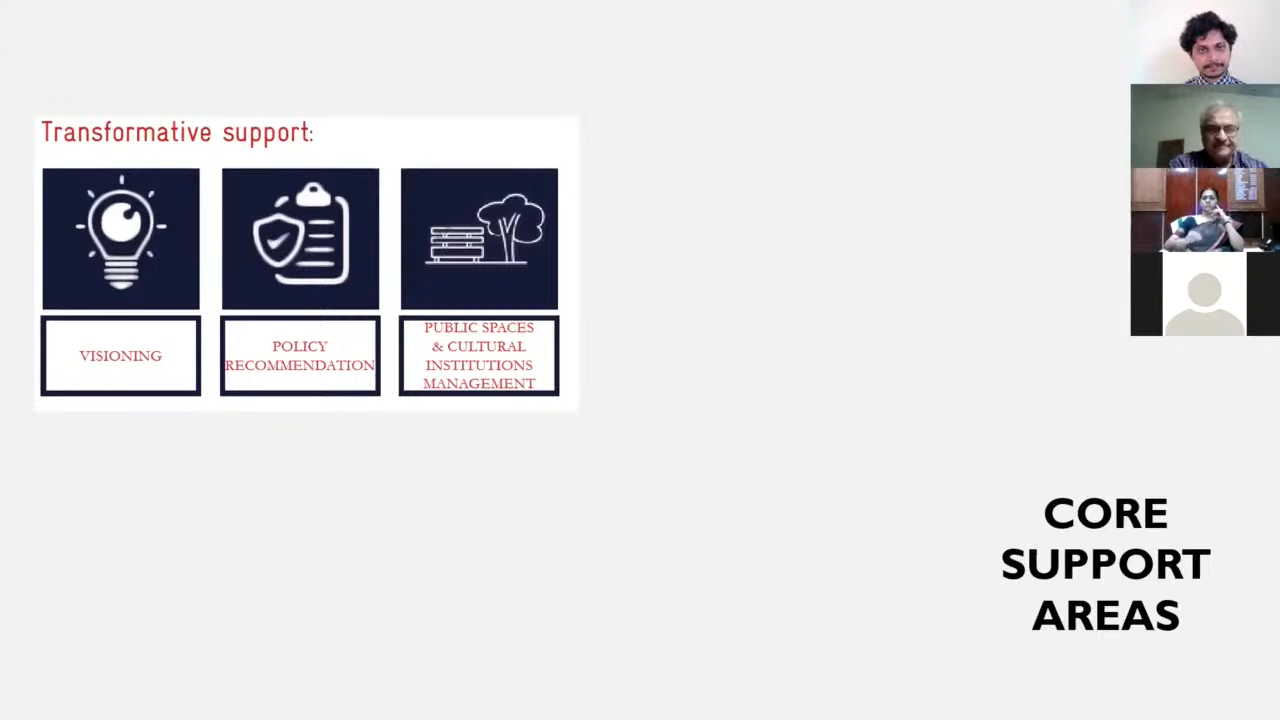 Transformative support:
VISIONING
POLICY
RECOMMENDATION
PUBLIC SPACES
& CULTURAL
INSTITUTIONS
MANAGEMENT
CORE
SUPPORT
AREAS